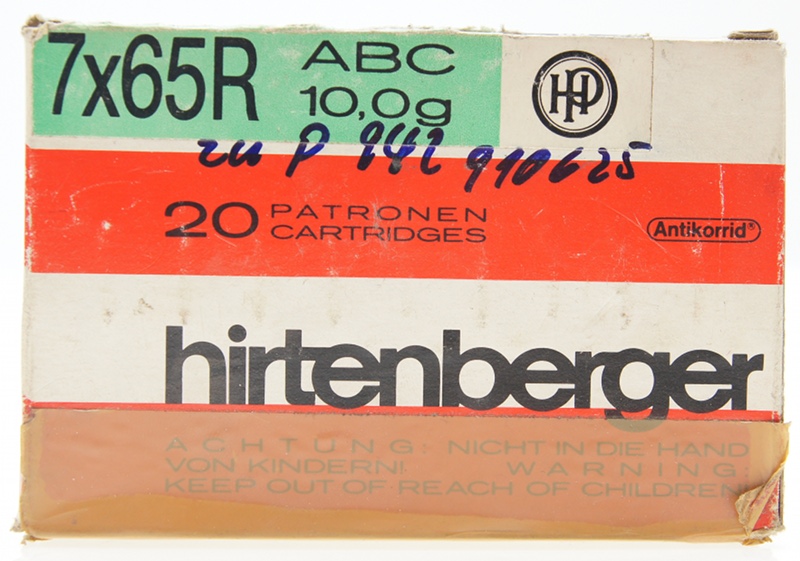 7x65R
ABC
10,0g
HP
zu P 942 910625
20 PATRONEN
CARTRIDGES
Antikorrid®
hirtenberger
ACHTUNG: NICHT IN DIE HAND
VON KINDERN! WARNING:
KEEP OUT OF REACH OF CHILDREN!